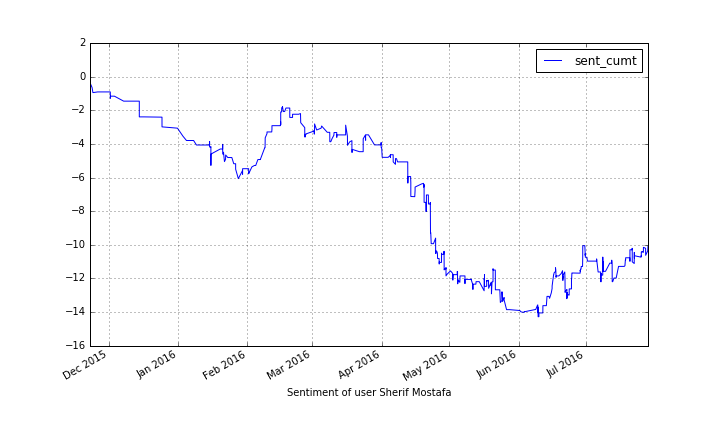 sent_cumt
2
0
−2
−4
−6
−8
−10
−12
−14
−16
Dec 2015
Jan 2016
Feb 2016
Mar 2016
Apr 2016
May 2016
Jun 2016
Jul 2016
Sentiment of user Sherif Mostafa